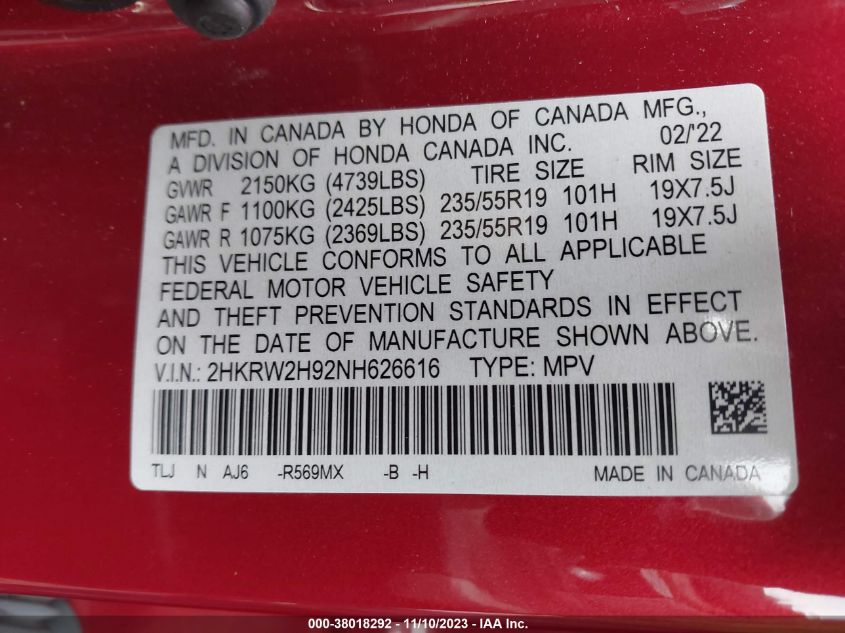 MFD. IN CANADA BY HONDA OF CANADA MFG.,
A DIVISION OF HONDA CANADA INC. 02/'22
GVWR 2150KG (4739LBS) TIRE SIZE RIM SIZE
GAWR F 1100KG (2425LBS) 235/55R19 101H 19X7.5J
GAWR R 1075KG (2369LBS) 235/55R19 101H 19X7.5J
THIS VEHICLE CONFORMS TO ALL APPLICABLE
FEDERAL MOTOR VEHICLE SAFETY
AND THEFT PREVENTION STANDARDS IN EFFECT
ON THE DATE OF MANUFACTURE SHOWN ABOVE.
V.I.N.: 2HKRW2H92NH626616 TYPE: MPV
TLJ N AJ6 -R569MX -B -H MADE IN CANADA
000-38018292 - 11/10/2023 - IAA Inc.